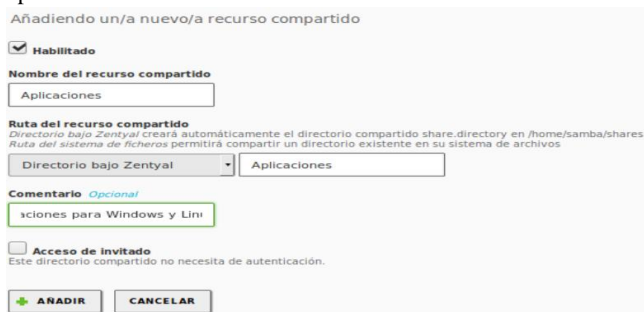 Añadiendo un/a nuevo/a recurso compartido
Habilitado
Nombre del recurso compartido
Aplicaciones
Ruta del recurso compartido
Directorio bajo Zentyal creará automáticamente el directorio compartido share.directory en /home/samba/shares
Ruta del sistema de ficheros permitirá compartir un directorio existente en su sistema de archivos
Directorio bajo Zentyal Aplicaciones
Comentario Opcional
aciones para Windows y Linu
Acceso de invitado
Este directorio compartido no necesita de autenticación.
AÑADIR CANCELAR